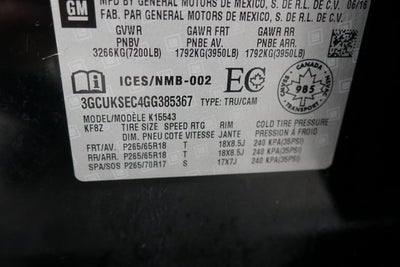 GM MFD BY GENERAL MOTORS DE MEXICO, S DE R.L. DE C.V. 06/16
FAB. PAR GENERAL MOTORS DE MEXICO, S DE R.L. DE C.V.
GVWR GAWR FR GAWR RR
PNBV PNBE AV. PNBE ARR.
3266KG(7200LB) 1792KG(3950LB) 1792KG(3950LB)
ICES/NMB-002 EC CANADA 985
3GCUKSEC4GG385367 TYPE: TRU/CAM
MODEL/MODÈLE K15543
KF8Z TIRE SIZE SPEED RTG RIM COLD TIRE PRESSURE
DIM. PNEU COTE VITESSE JANTE PRESSION À FROID
FRT/AV. P265/65R18 T 18X8.5J 240 KPA(35PSI)
RR/ARR. P265/65R18 T 18X8.5J 240 KPA(35PSI)
SPA/SOS P265/70R17 S 17X7J 240 KPA(35PSI)